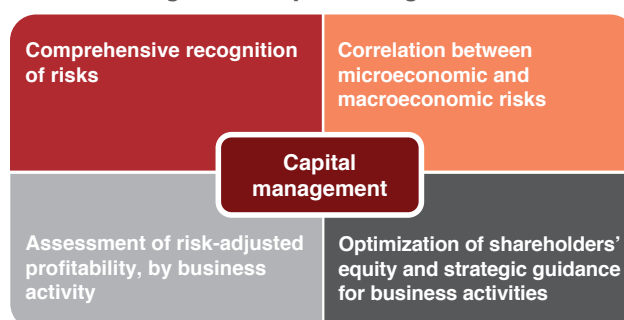 Comprehensive recognition
of risks
Correlation between
microeconomic and
macroeconomic risks
Capital
management
Assessment of risk-adjusted
profitability, by business
activity
Optimization of shareholders’
equity and strategic guidance
for business activities